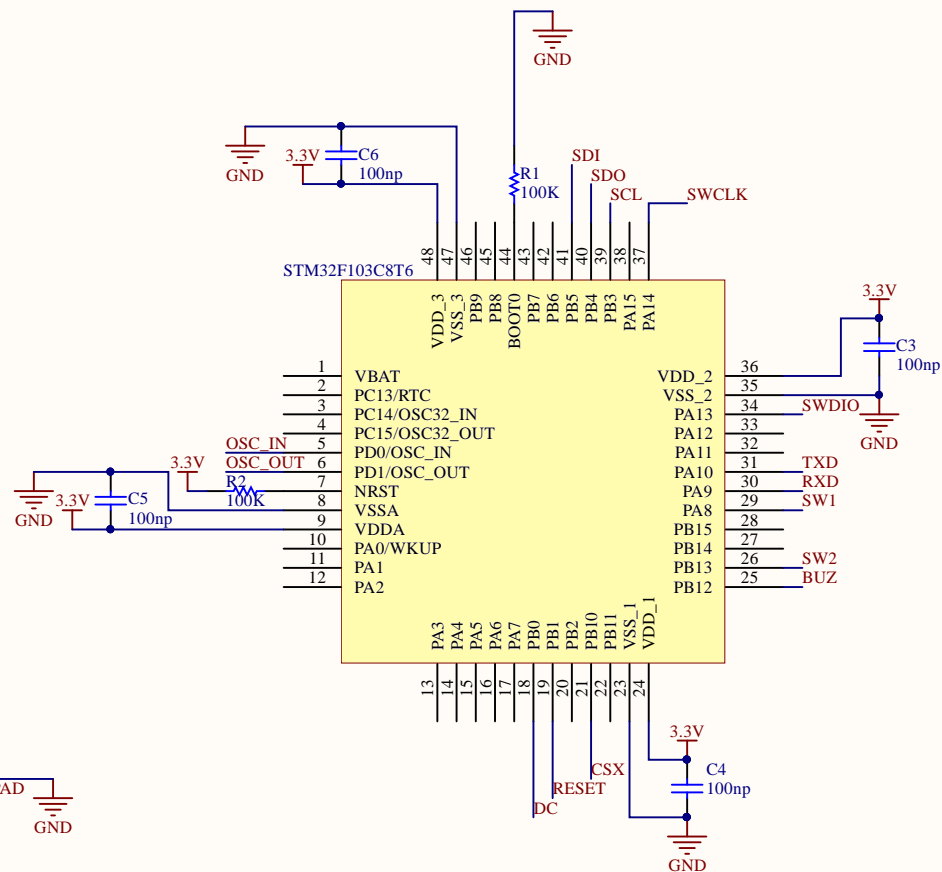 GND
GND
3.3V
C6
100np
R1
100K
SDI
SDO
SCL
SWCLK
48
47
46
45
44
43
42
41
40
39
38
37
STM32F103C8T6
VDD_3
VSS_3
PB9
PB8
BOOT0
PB7
PB6
PB5
PB4
PB3
PA15
PA14
3.3V
C3
100np
GND
1 VBAT
2 PC13/RTC
3 PC14/OSC32_IN
4 PC15/OSC32_OUT
OSC_IN 5 PD0/OSC_IN
OSC_OUT 6 PD1/OSC_OUT
3.3V R2 100K 7 NRST
8 VSSA
9 VDDA
10 PA0/WKUP
11 PA1
12 PA2
GND
3.3V
C5
100np
VDD_2 36
VSS_2 35
PA13 34 SWDIO
PA12 33
PA11 32
PA10 31 TXD
PA9 30 RXD
PA8 29 SW1
PB15 28
PB14 27
PB13 26 SW2
PB12 25 BUZ
PA3
PA4
PA5
PA6
PA7
PB0
PB1
PB2
PB10
PB11
VSS_1
VDD_1
13
14
15
16
17
18
19
20
21
22
23
24
DC
RESET
CSX
3.3V
C4
100np
GND
AD
GND